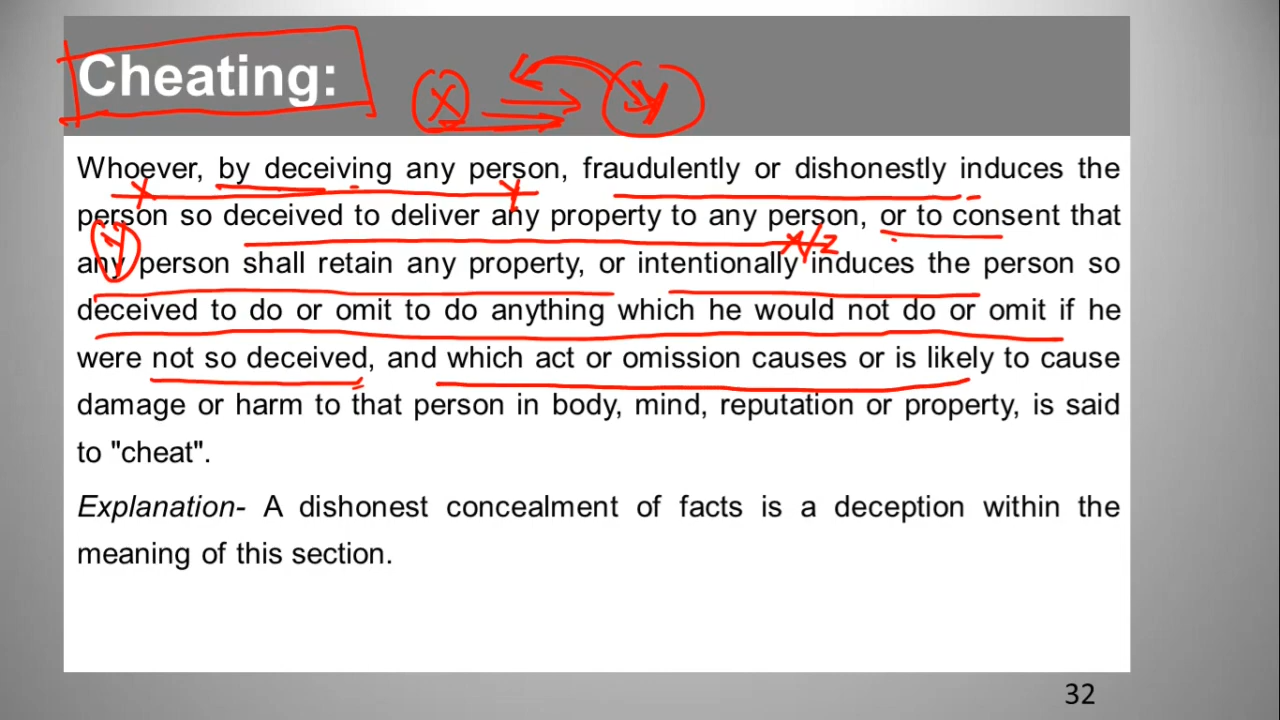 Cheating:
X Y
Whoever, by deceiving any person, fraudulently or dishonestly induces the
X Y
person so deceived to deliver any property to any person, or to consent that
Y X/Z
any person shall retain any property, or intentionally induces the person so
deceived to do or omit to do anything which he would not do or omit if he
were not so deceived, and which act or omission causes or is likely to cause
damage or harm to that person in body, mind, reputation or property, is said
to "cheat".
Explanation- A dishonest concealment of facts is a deception within the
meaning of this section.
32